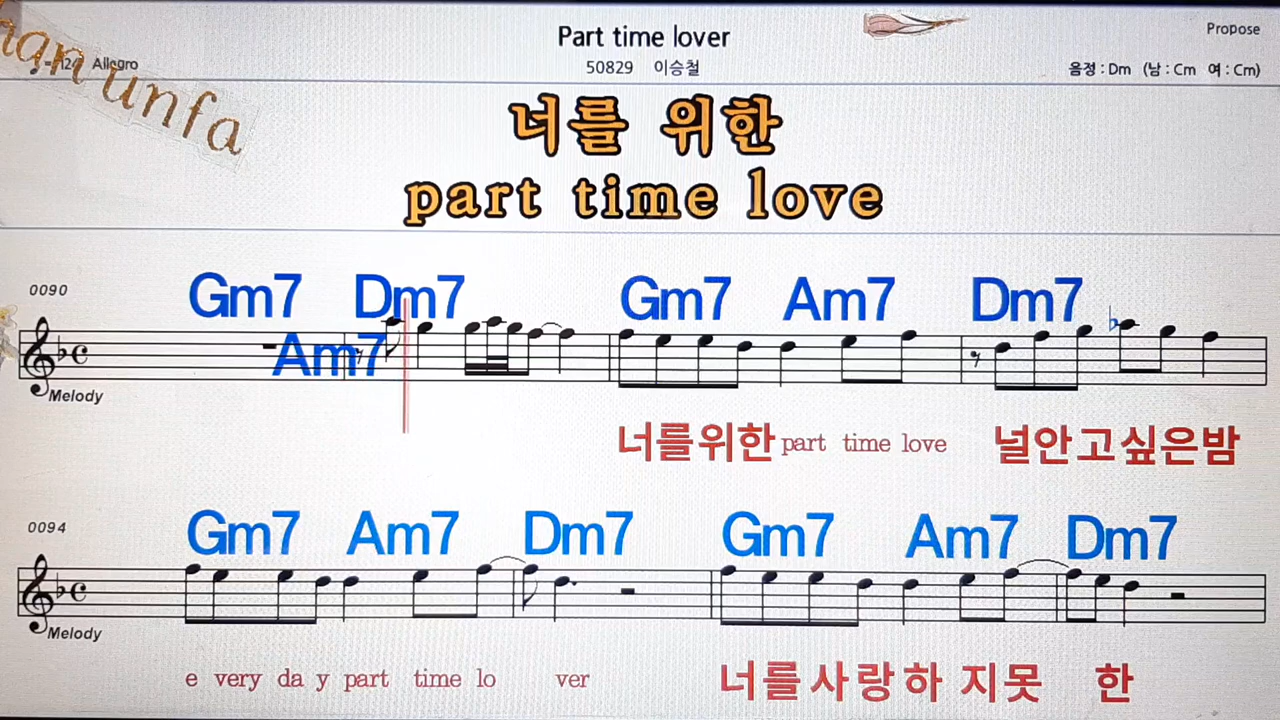 Part time lover
Propose
50829 이승철
Allegro
음정 : Dm (남 : Cm 여 : Cm)
unfa
너를 위한
part time love
0090
Gm7 Am7 Dm7 Gm7 Am7 Dm7
Melody
너를위한 part time love 널안고싶은밤
0094
Gm7 Am7 Dm7 Gm7 Am7 Dm7
Melody
e very da y part time lo ver 너를사랑하 지못 한